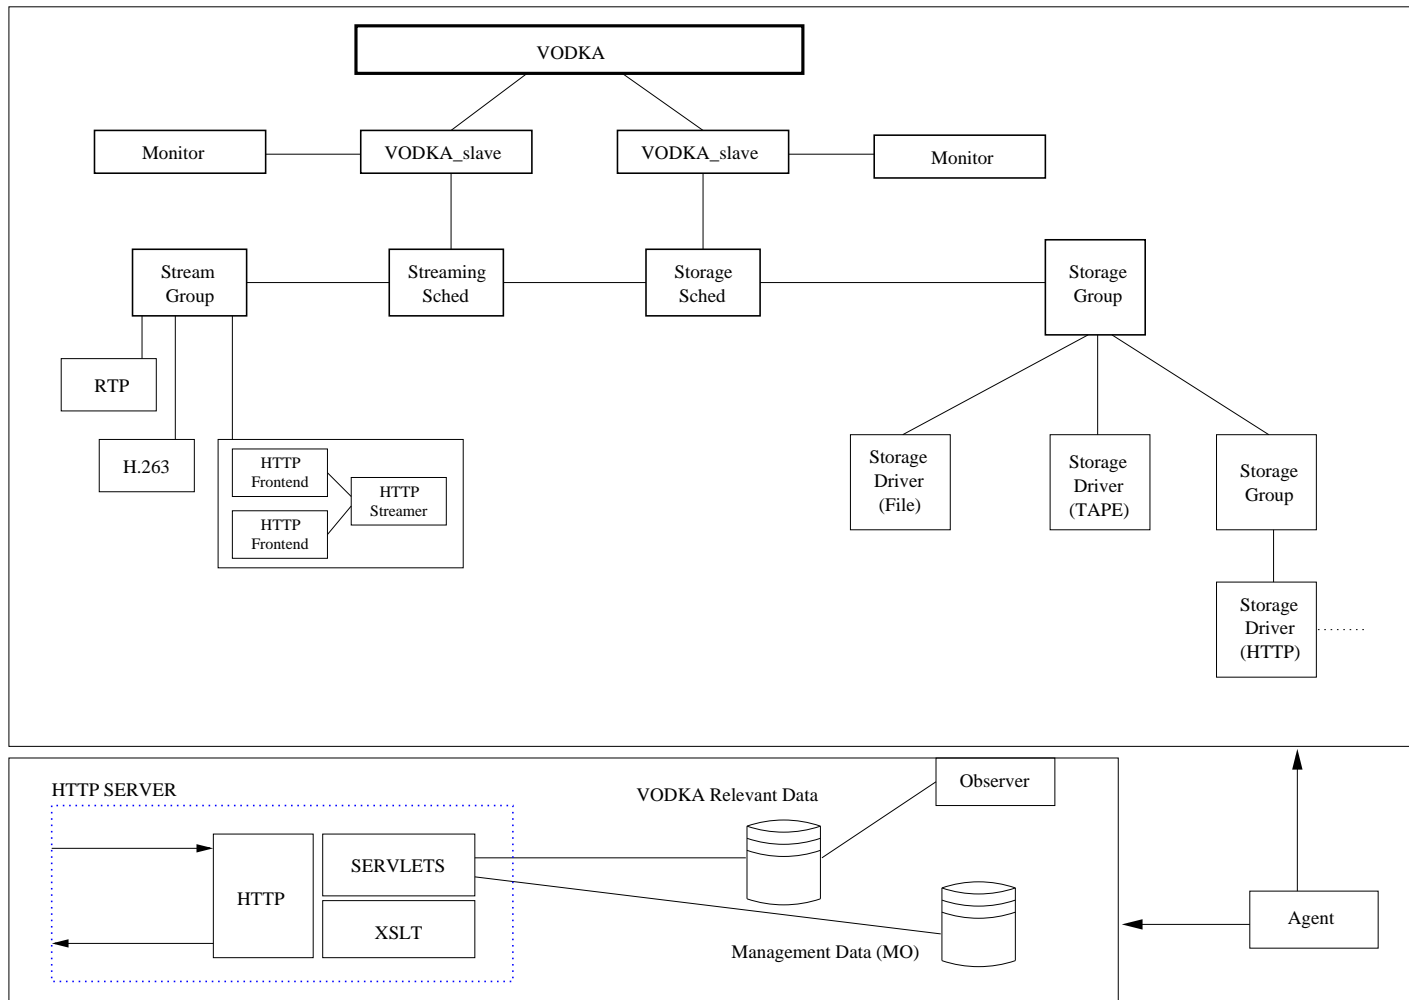 VODKA
Monitor
VODKA_slave
VODKA_slave
Monitor
Stream
Group
Streaming
Sched
Storage
Sched
Storage
Group
RTP
H.263
HTTP
Frontend
HTTP
Streamer
HTTP
Frontend
Storage
Driver
(File)
Storage
Driver
(TAPE)
Storage
Group
Storage
Driver
(HTTP)
HTTP SERVER
VODKA Relevant Data
Observer
HTTP
SERVLETS
XSLT
Management Data (MO)
Agent